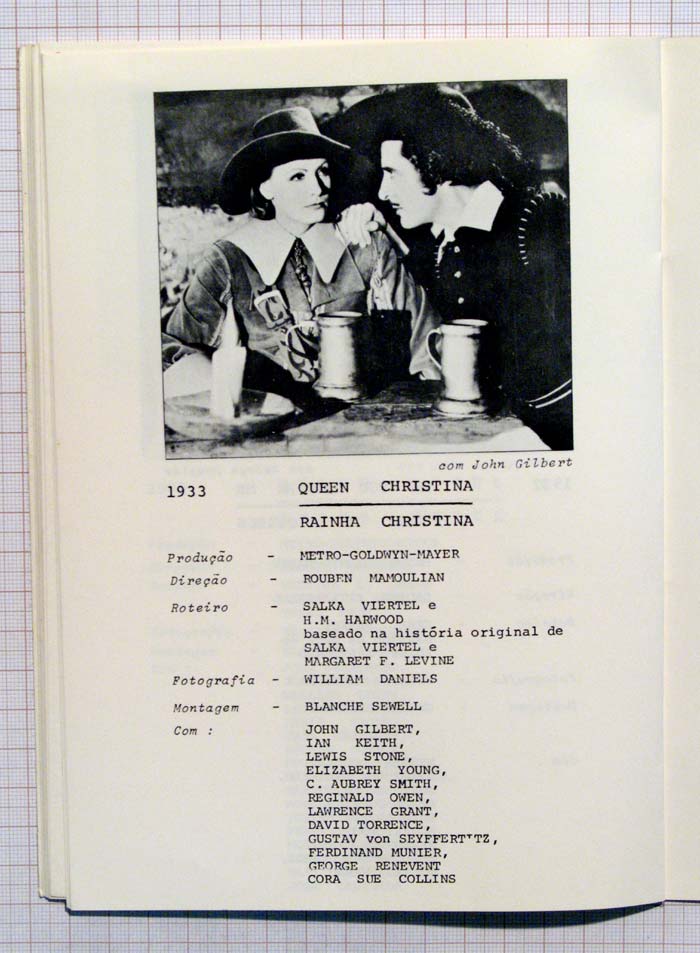 com John Gilbert
1933 QUEEN CHRISTINA
RAINHA CHRISTINA
Produção - METRO-GOLDWYN-MAYER
Direção - ROUBEN MAMOULIAN
Roteiro - SALKA VIERTEL e
H.M. HARWOOD
baseado na história original de
SALKA VIERTEL e
MARGARET F. LEVINE
Fotografia - WILLIAM DANIELS
Montagem - BLANCHE SEWELL
Com : JOHN GILBERT,
IAN KEITH,
LEWIS STONE,
ELIZABETH YOUNG,
C. AUBREY SMITH,
REGINALD OWEN,
LAWRENCE GRANT,
DAVID TORRENCE,
GUSTAV von SEYFFERTITZ,
FERDINAND MUNIER,
GEORGE RENEVENT
CORA SUE COLLINS